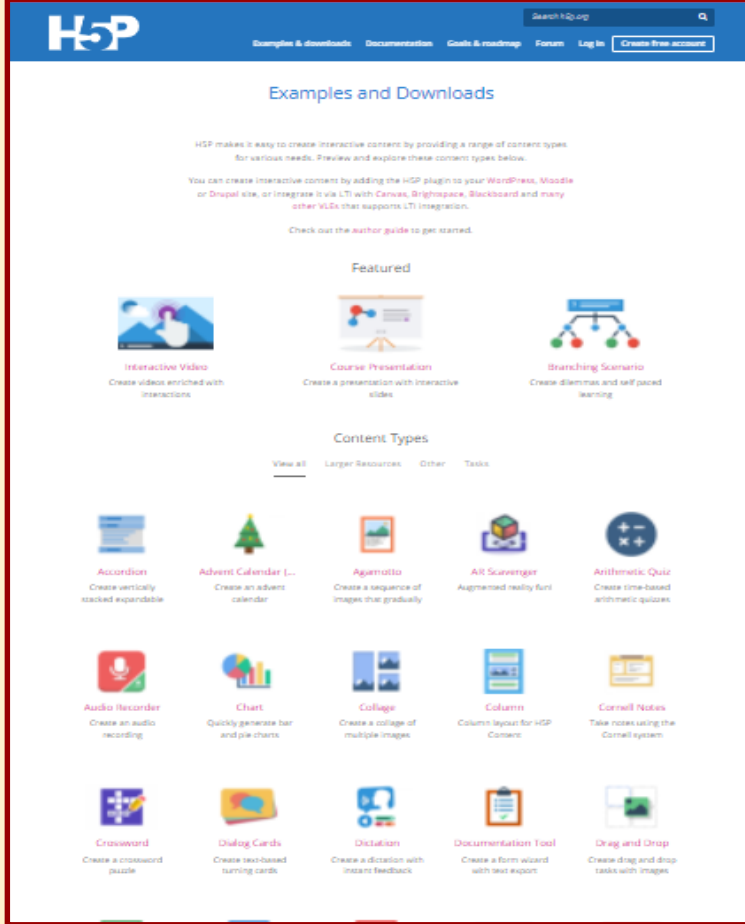 H5P
Search h5p.org
Examples & downloads Documentation Goals & roadmap Forum Log in Create free account
Examples and Downloads
H5P makes it easy to create interactive content by providing a range of content types
for various needs. Preview and explore these content types below.
You can create interactive content by adding the H5P plugin to your WordPress, Moodle
or Drupal site, or integrate it via LTI with Canvas, Brightspace, Blackboard and many
other VLEs that supports LTI integration.
Check out the author guide to get started.
Featured
Interactive Video
Create videos enriched with
interactions
Course Presentation
Create a presentation with interactive
slides
Branching Scenario
Create dilemmas and self paced
learning
Content Types
View all Larger Resources Other Tasks
Accordion
Create vertically
stacked expandable
Advent Calendar (...
Create an advent
calendar
Agamotto
Create a sequence of
images that gradually
AR Scavenger
Augmented reality fun!
Arithmetic Quiz
Create time-based
arithmetic quizzes
Audio Recorder
Create an audio
recording
Chart
Quickly generate bar
and pie charts
Collage
Create a collage of
multiple images
Column
Column layout for H5P
Content
Cornell Notes
Take notes using the
Cornell system
Crossword
Create a crossword
puzzle
Dialog Cards
Create text-based
turning cards
Dictation
Create a dictation with
instant feedback
Documentation Tool
Create a form wizard
with text export
Drag and Drop
Create drag and drop
tasks with images